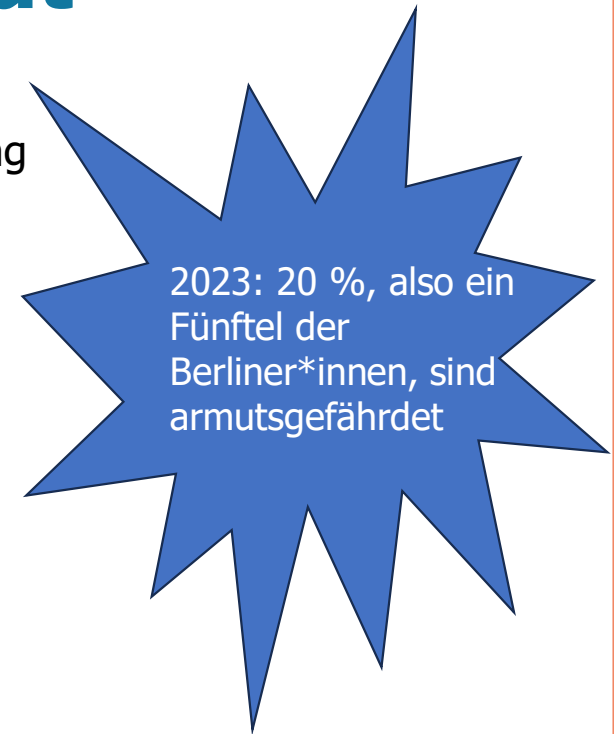 2023: 20 %, also ein
Fünftel der
Berliner*innen, sind
armutsgefährdet